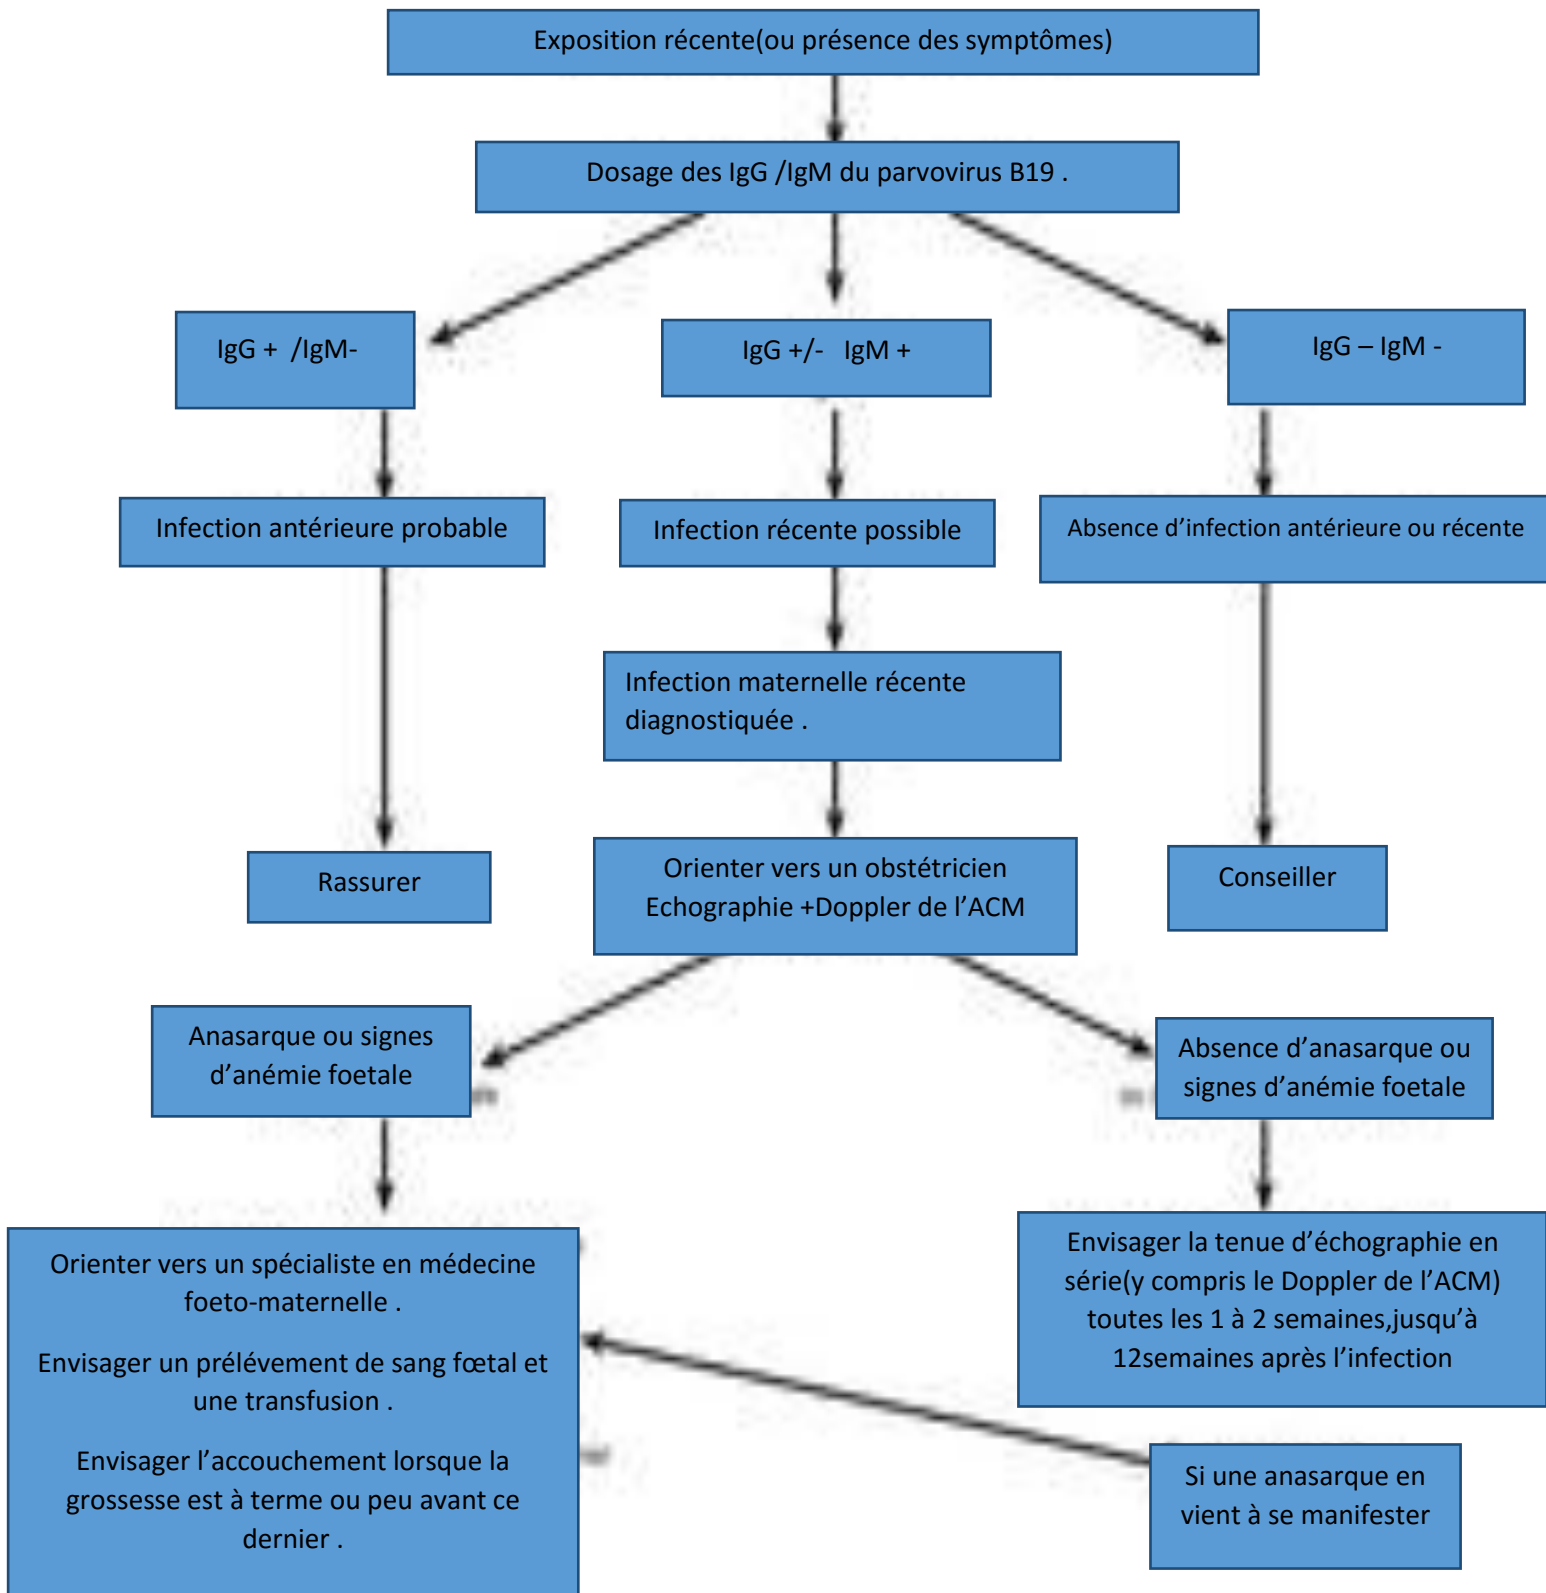 Exposition récente(ou présence des symptômes)
Dosage des IgG /IgM du parvovirus B19 .
IgG + /IgM-
IgG +/- IgM +
IgG – IgM -
Infection antérieure probable
Infection récente possible
Absence d’infection antérieure ou récente
Infection maternelle récente
diagnostiquée .
Rassurer
Orienter vers un obstétricien
Echographie +Doppler de l’ACM
Conseiller
Anasarque ou signes
d’anémie foetale
Absence d’anasarque ou
signes d’anémie foetale
Orienter vers un spécialiste en médecine
foeto-maternelle .
Envisager un prélévement de sang fœtal et
une transfusion .
Envisager l’accouchement lorsque la
grossesse est à terme ou peu avant ce
dernier .
Envisager la tenue d’échographie en
série(y compris le Doppler de l’ACM)
toutes les 1 à 2 semaines,jusqu’à
12semaines après l’infection
Si une anasarque en
vient à se manifester